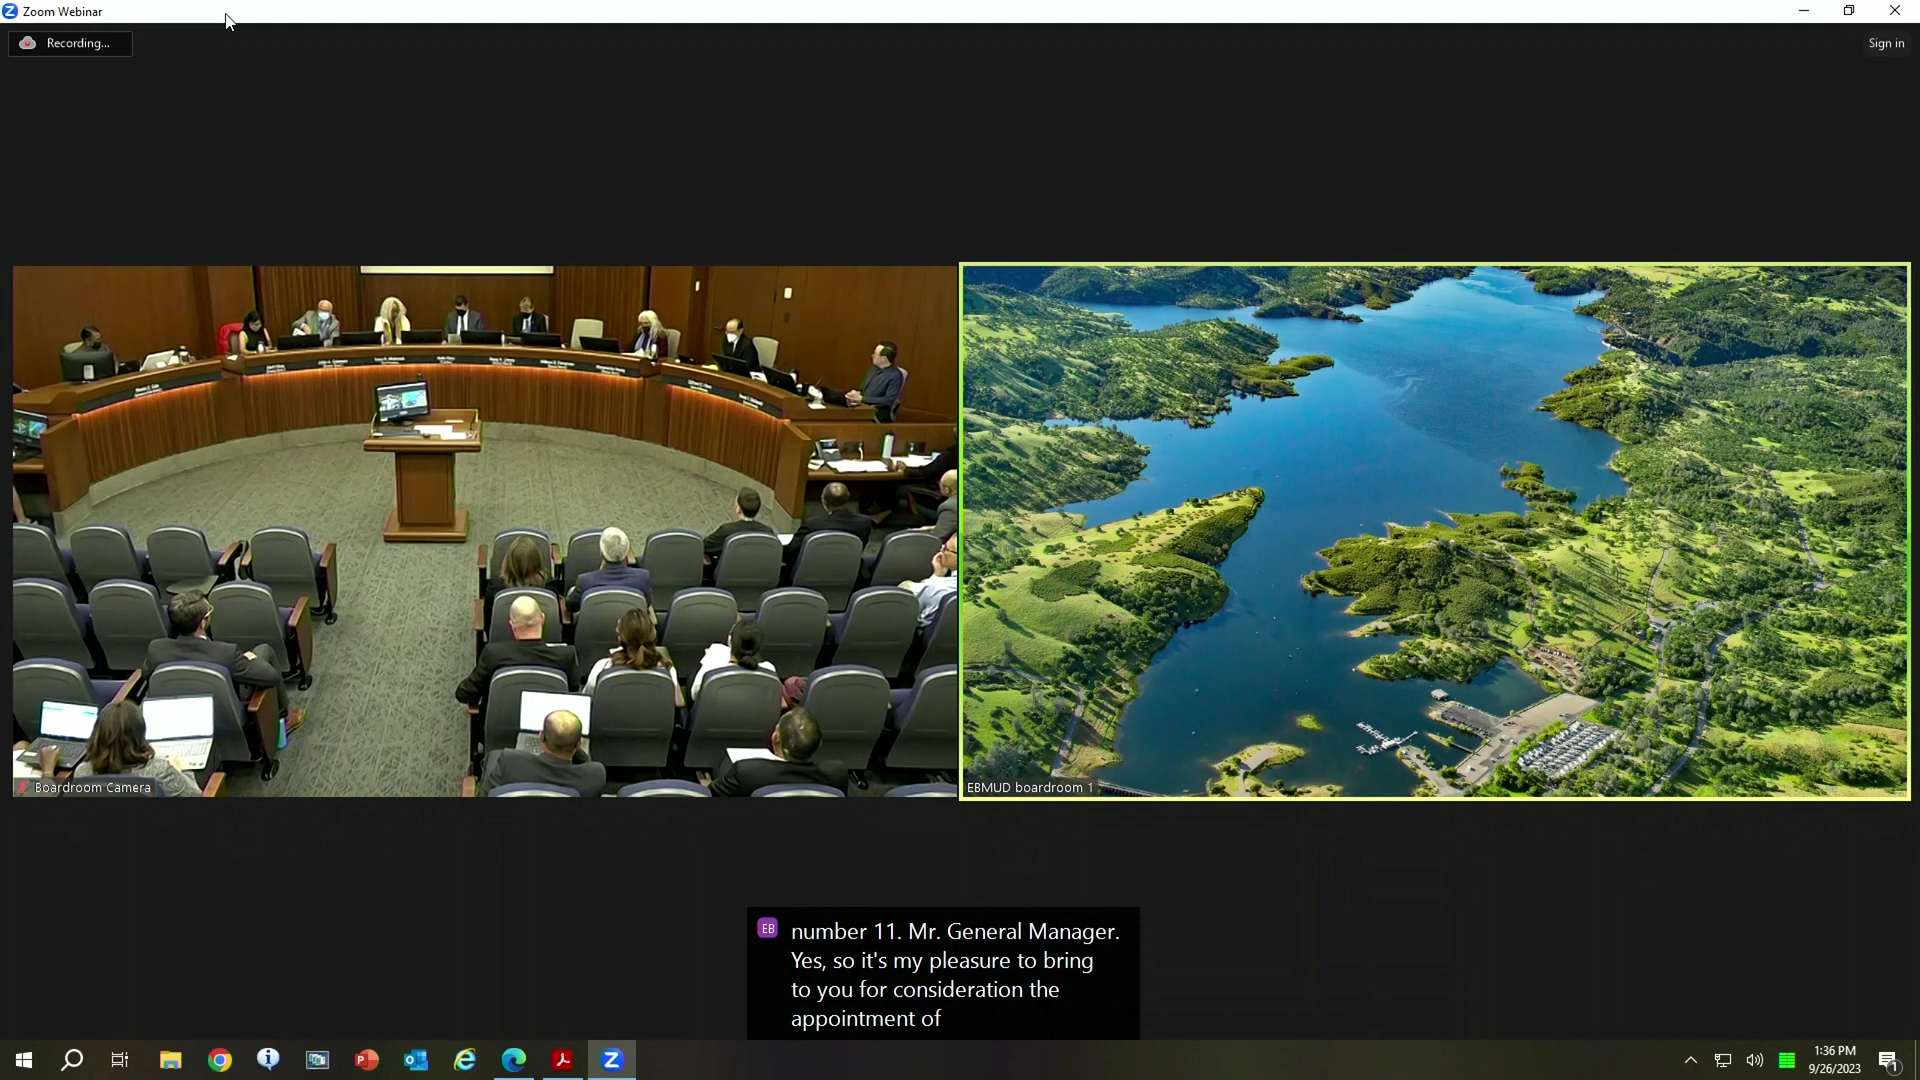 Zoom Webinar
Recording...
Sign in
Boardroom Camera
EBMUD boardroom 1
EB
number 11. Mr. General Manager.
Yes, so it's my pleasure to bring
to you for consideration the
appointment of
1:36 PM
9/26/2023
1